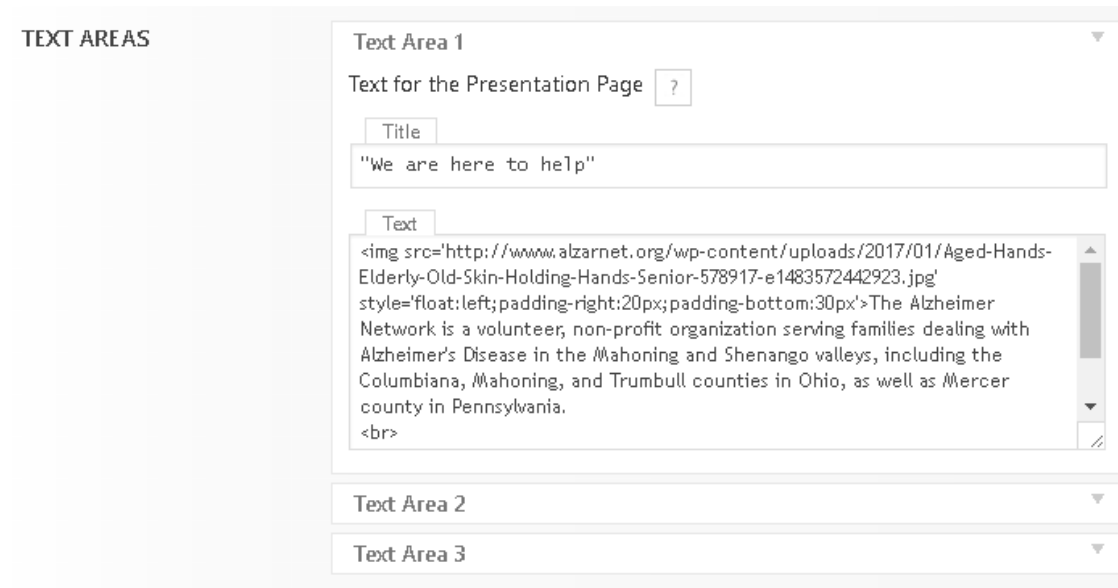 TEXT AREAS
Text Area 1
Text for the Presentation Page ?
Title
"We are here to help"
Text
<img src='http://www.alzarnet.org/wp-content/uploads/2017/01/Aged-Hands-
Elderly-Old-Skin-Holding-Hands-Senior-578917-e1483572442923.jpg'
style='float:left;padding-right:20px;padding-bottom:30px'>The Alzheimer
Network is a volunteer, non-profit organization serving families dealing with
Alzheimer's Disease in the Mahoning and Shenango valleys, including the
Columbiana, Mahoning, and Trumbull counties in Ohio, as well as Mercer
county in Pennsylvania.
<br>
Text Area 2
Text Area 3